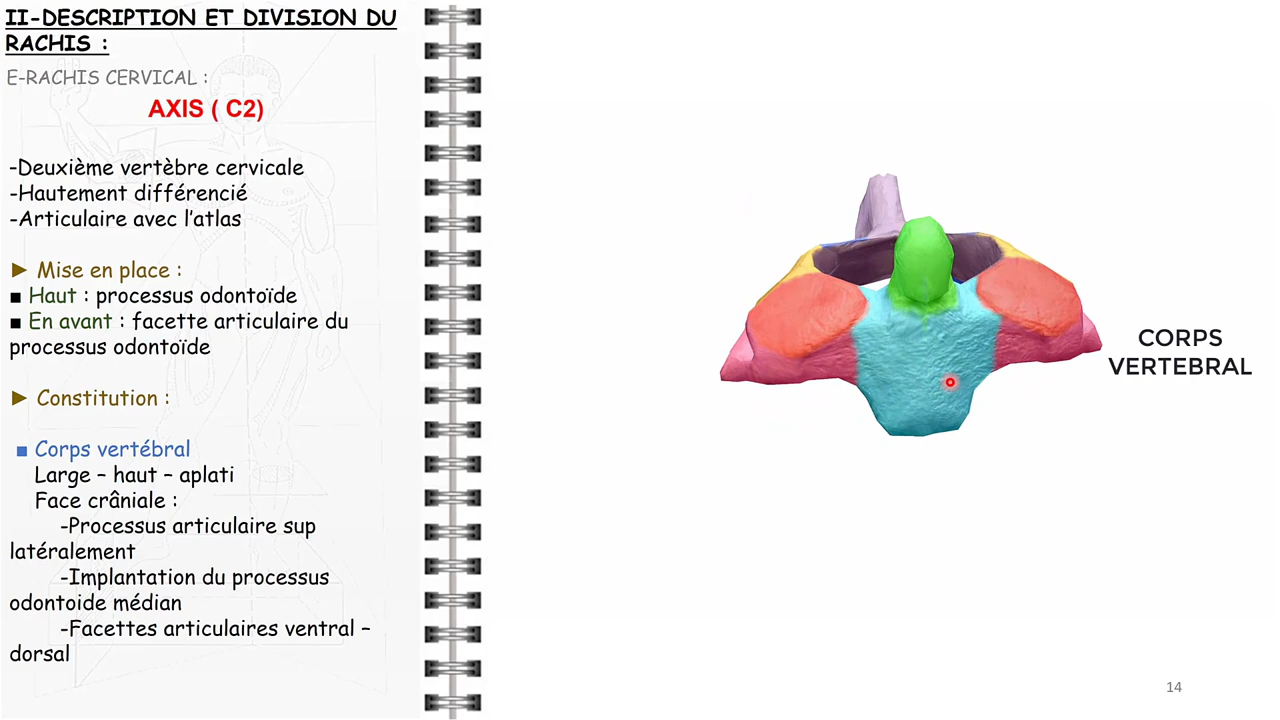 II-DESCRIPTION ET DIVISION DU
RACHIS :
E-RACHIS CERVICAL :
AXIS ( C2)
-Deuxième vertèbre cervicale
-Hautement différencié
-Articulaire avec l'atlas
► Mise en place :
▪ Haut : processus odontoïde
▪ En avant : facette articulaire du
processus odontoïde
► Constitution :
▪ Corps vertébral
Large – haut – aplati
Face crâniale :
-Processus articulaire sup
latéralement
-Implantation du processus
odontoide médian
-Facettes articulaires ventral –
dorsal
CORPS
VERTEBRAL
14